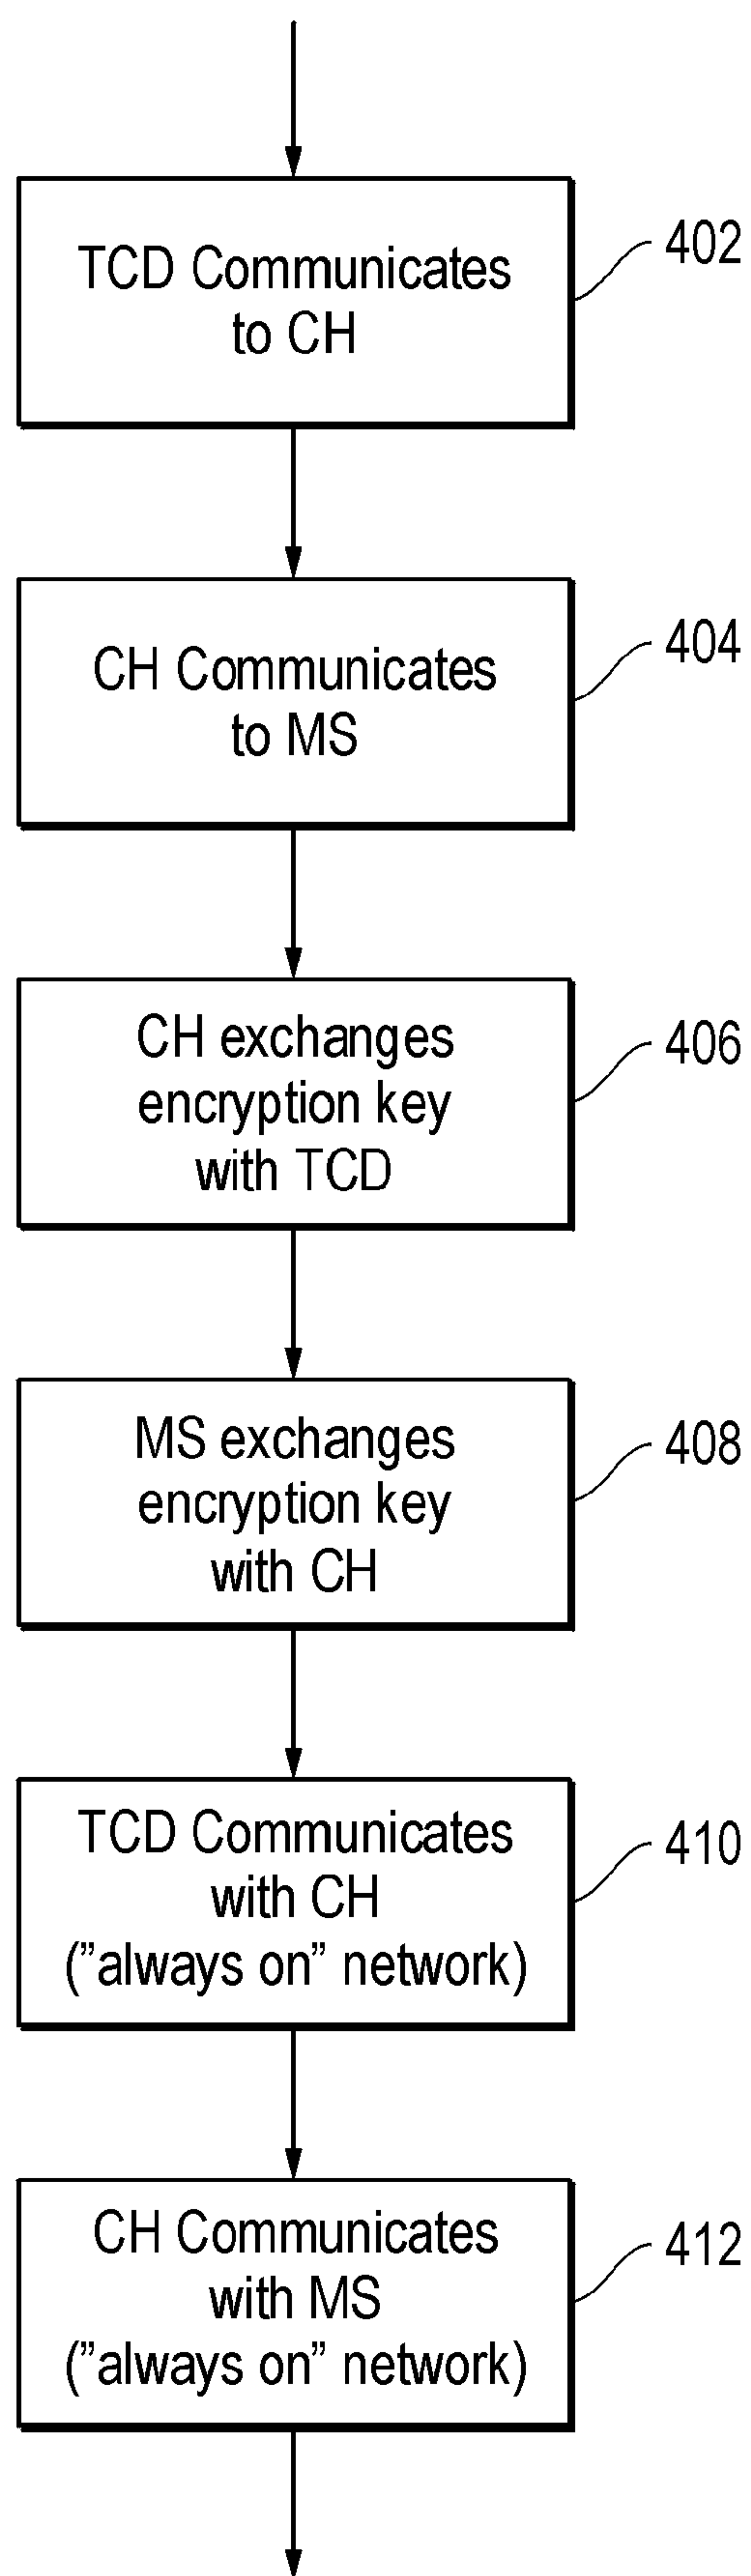 TCD Communicates
to CH
402
CH Communicates
to MS
404
CH exchanges
encryption key
with TCD
406
MS exchanges
encryption key
with CH
408
TCD Communicates
with CH
(”always on” network)
410
CH Communicates
with MS
(”always on” network)
412